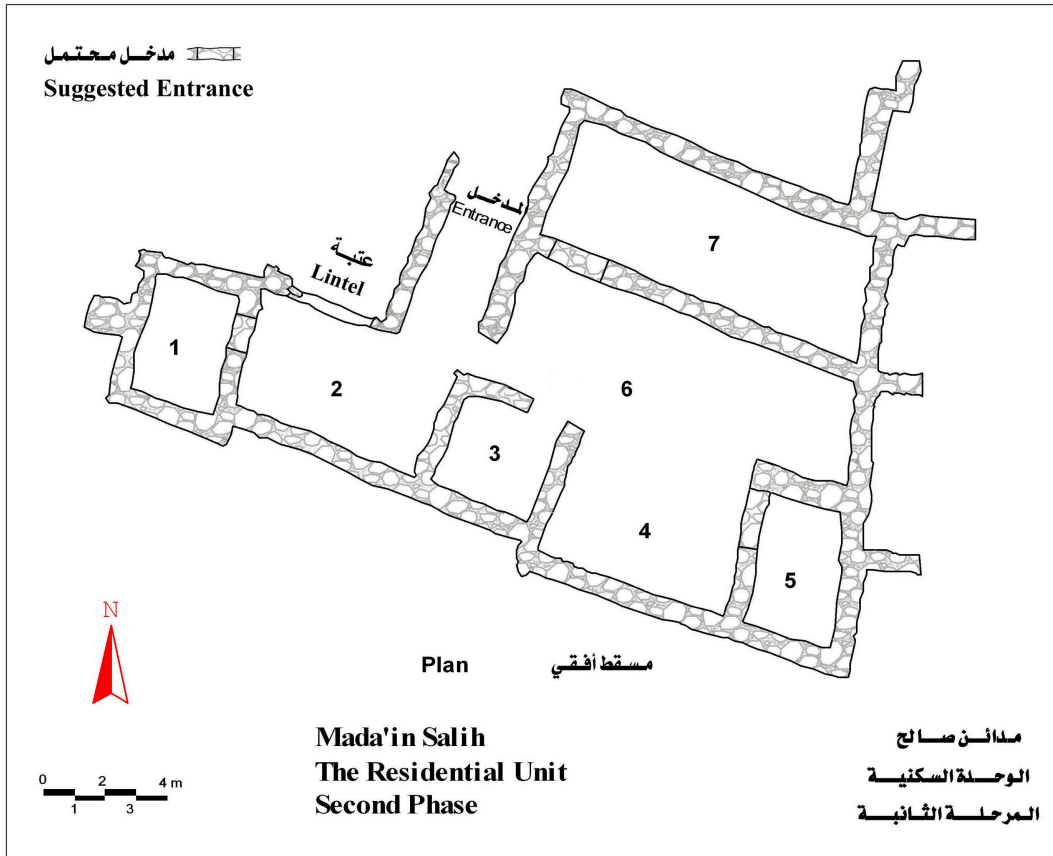 مدخل محتمل
Suggested Entrance
المدخل
Entrance
عتبة
Lintel
7
1
2
6
3
4
5
N
Plan مسقط أفقي
0 2 4 m
1 3
Mada'in Salih
The Residential Unit
Second Phase
مدائن صالح
الوحدة السكنية
المرحلة الثانية